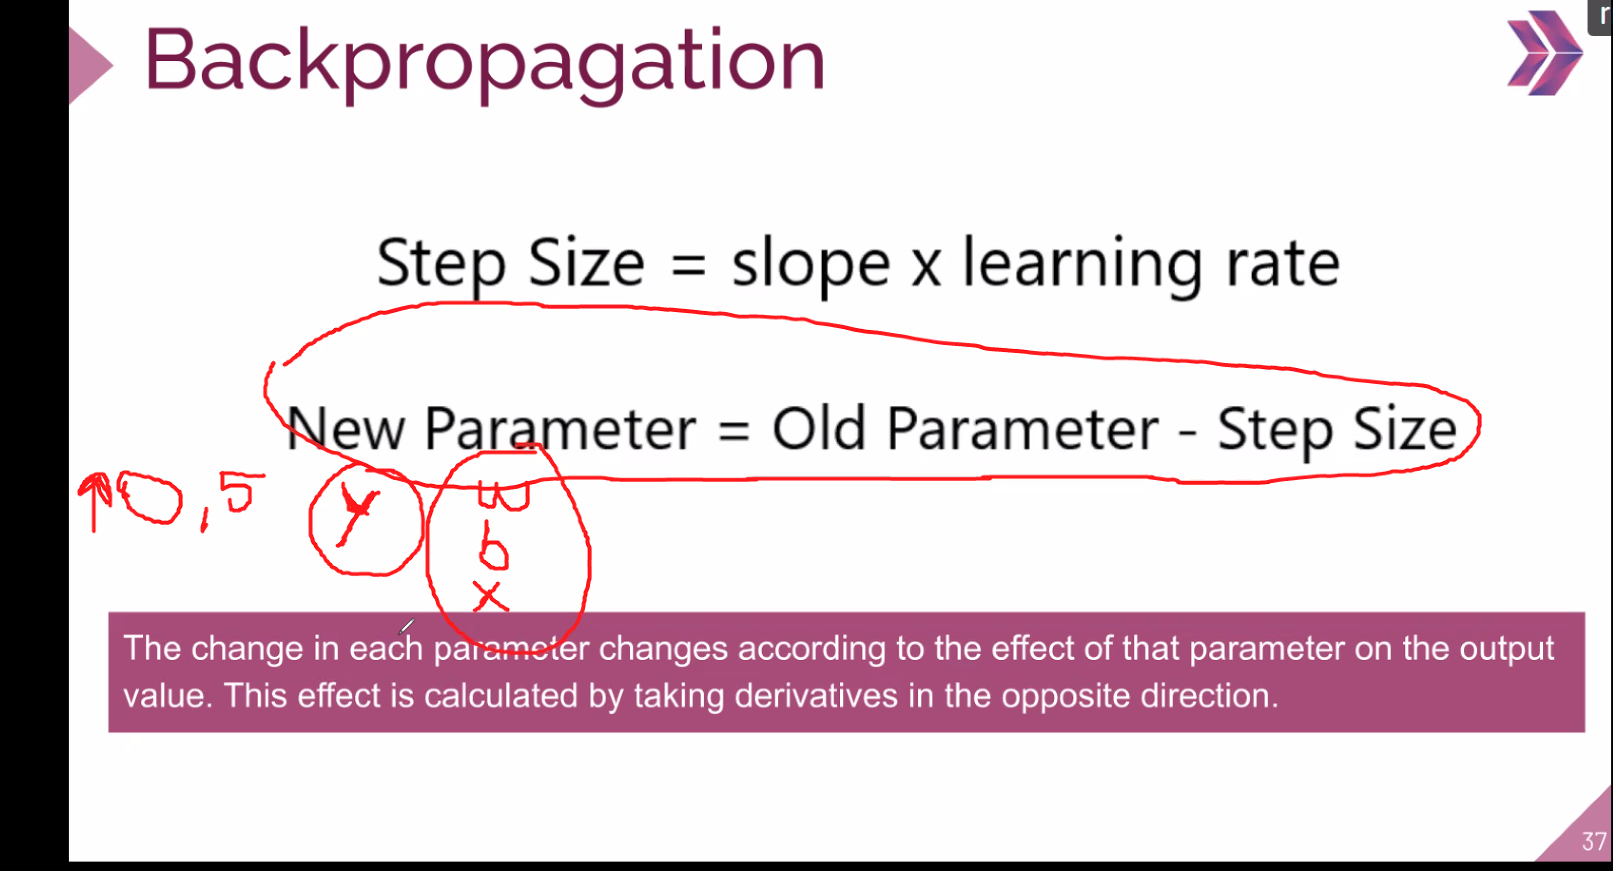 r
Backpropagation
Step Size = slope x learning rate
New Parameter = Old Parameter - Step Size
0,5 y w
b
x
The change in each parameter changes according to the effect of that parameter on the output
value. This effect is calculated by taking derivatives in the opposite direction.
37